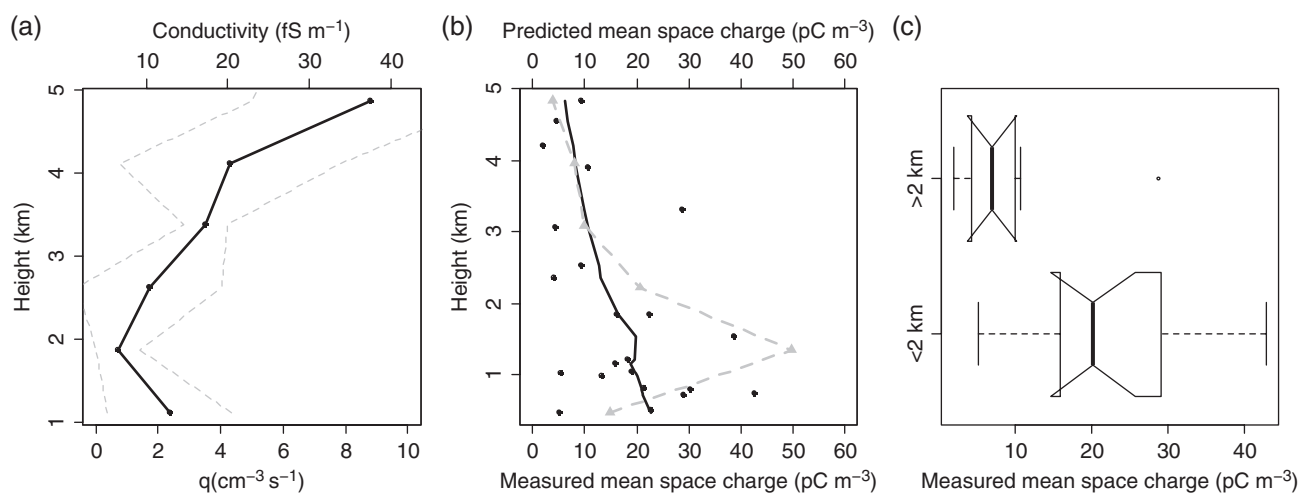 (a)
Conductivity (fS m⁻¹)
10 20 30 40
Height (km)
5
4
3
2
1
0 2 4 6 8 10
q(cm⁻³ s⁻¹)
(b)
Predicted mean space charge (pC m⁻³)
0 10 20 30 40 50 60
Height (km)
5
4
3
2
1
0 10 20 30 40 50 60
Measured mean space charge (pC m⁻³)
(c)
>2 km
<2 km
10 20 30 40
Measured mean space charge (pC m⁻³)